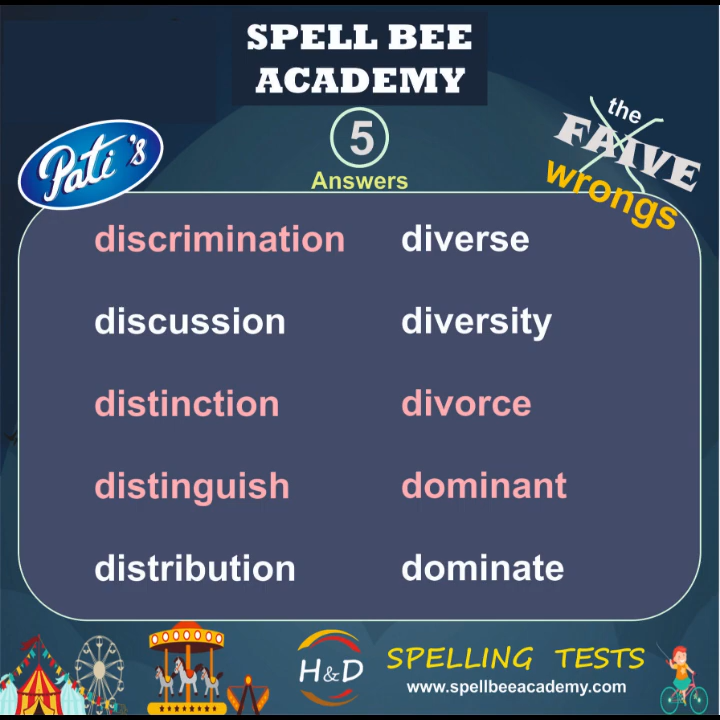 SPELL BEE
ACADEMY
Pati's
5
Answers
the
FAIVE
wrongs
discrimination
diverse
discussion
diversity
distinction
divorce
distinguish
dominant
distribution
dominate
H&D
SPELLING TESTS
www.spellbeeacademy.com